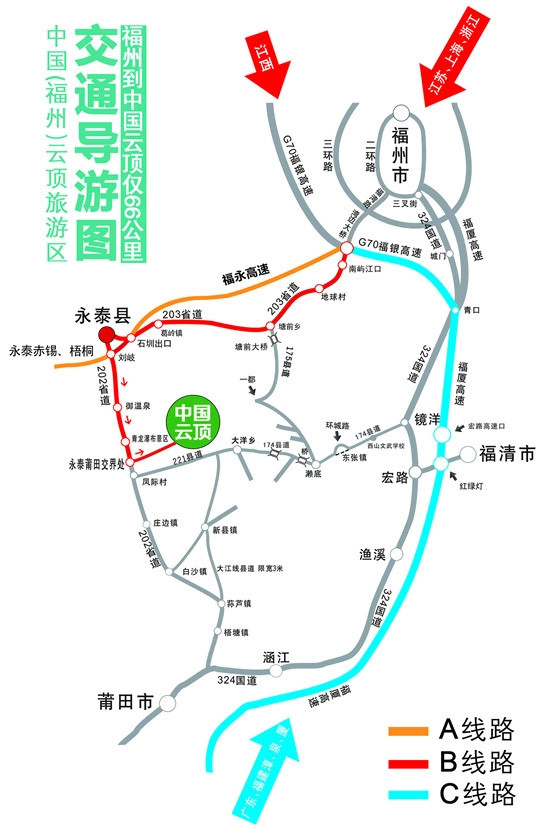 福州到中国云顶仅66公里
交通导游图
中国(福州)云顶旅游区
江西
江苏、上海、浙江
G70福银高速
三环路
二环路
福州市
三叉街
324国道
城门
福厦高速
湾边大桥
G70福银高速
南屿江口
福永高速
地球村
203省道
203省道
青口
永泰县
葛岭镇
石圳出口
塘前乡
塘前大桥
永泰赤锡、梧桐
刘岐
202省道
175县道
324国道
福厦高速
御温泉
一都
中国
云顶
青龙瀑布景区
镜洋
宏路高速口
环城路
174县道
大洋乡
174县道
桥
西山文武学校
东张镇
福清市
永泰莆田交界处
221县道
濑底
宏路
红绿灯
凤际村
庄边镇
新县镇
渔溪
202省道
白沙镇
大江线县道 限宽3米
324国道
荪芦镇
梧塘镇
涵江
324国道
莆田市
福厦高速
广东、福建漳、泉、厦
A线路
B线路
C线路